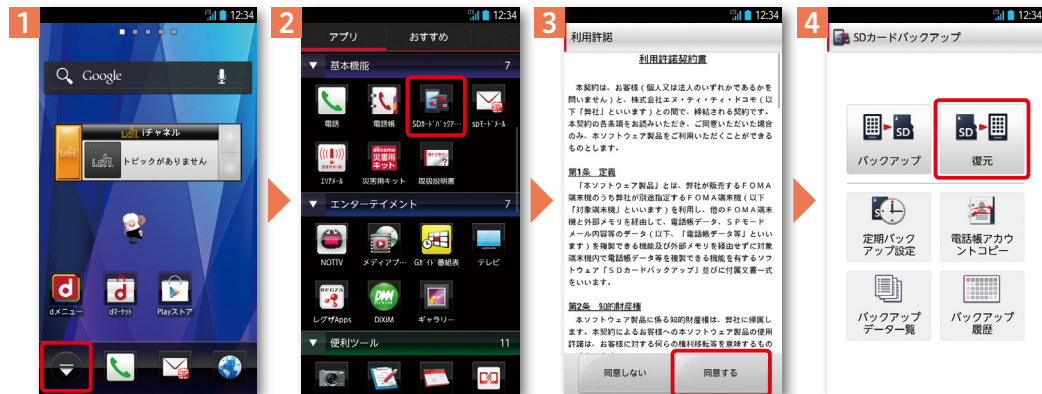 1
12:34
Google
iチャネル
トピックがありません
dメニュー
dマーケット
Playストア
2
12:34
アプリ
おすすめ
基本機能
7
電話
電話帳
SDカードバックア…
spモードメール
エリアメール
災害用キット
取扱説明書
エンターテイメント
7
NOTTV
メディアプ…
Gガイド番組表
テレビ
レグザApps
DiXiM
ギャラリー
便利ツール
11
3
12:34
利用許諾
利用許諾契約書
本契約は、お客様(個人又は法人のいずれかであるかを
問いません)と、株式会社エヌ・ティ・ティ・ドコモ(以
下「弊社」といいます)との間で、締結される契約です。
本契約の各条項をお読みいただき、ご同意いただいた場合
のみ、本ソフトウェア製品をご利用いただくことができる
ものとします。
第1条 定義
「本ソフトウェア製品」とは、弊社が販売するFOMA
端末機のうち弊社が別途指定するFOMA端末機(以下
「対象末機」といいます)を利用し、他のFOMA端末
機と外部メモリを経由して、電話帳データ、SPモード
メール内容等のデータ(以下、「電話帳データ等」といい
ます)を複製できる機能及び外部メモリを経由せずに対象
端末機内で電話帳データ等を複製できる機能を有するソフ
トウェア「SDカードバックアップ」並びに付属文書一式
をいいます。
第2条 知的財産権
本ソフトウェア製品に係る知的財産権は、弊社に帰属し
ます。本契約によるお客様への本ソフトウェア製品の使用
許諾は、お客様に対する何らの権利移転等を意味するもの
同意しない
同意する
4
12:34
SDカードバックアップ
SD
バックアップ
SD
復元
定期バック
アップ設定
電話帳アカウ
ントコピー
バックアップ
データ一覧
バックアップ
履歴